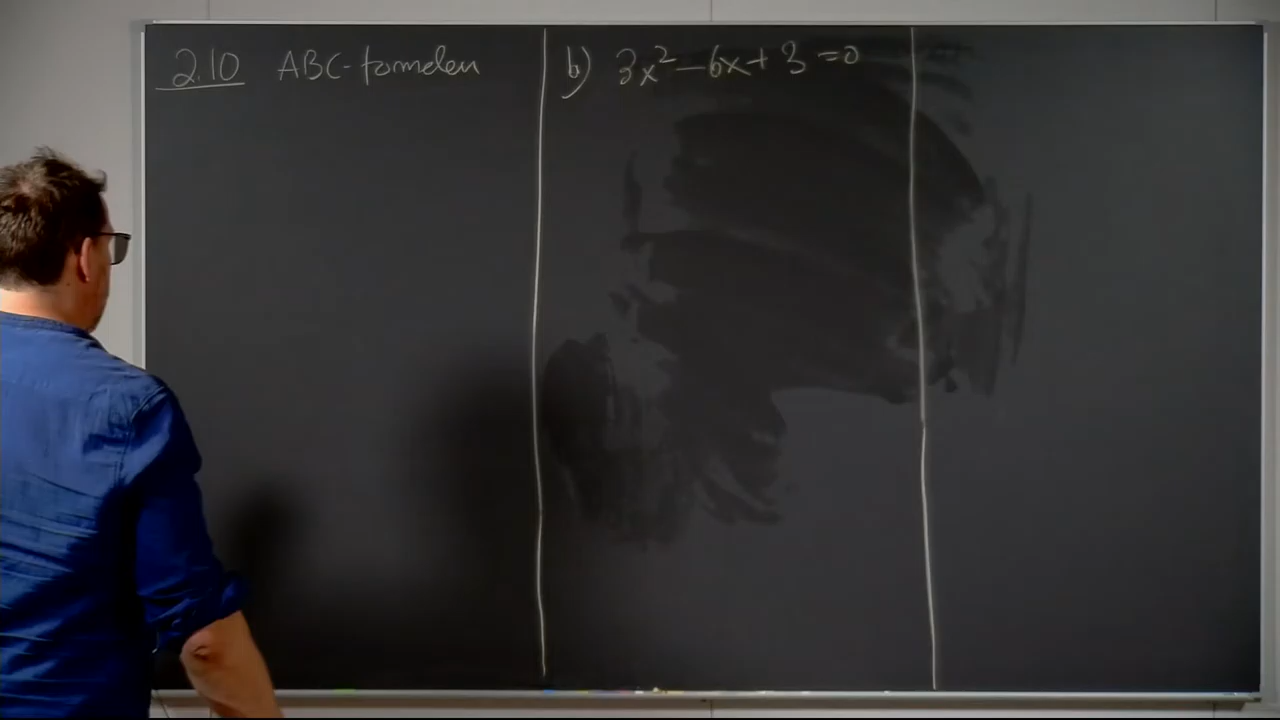 2.10 ABC-formelen
b) 3x² - 6x + 3 = 0